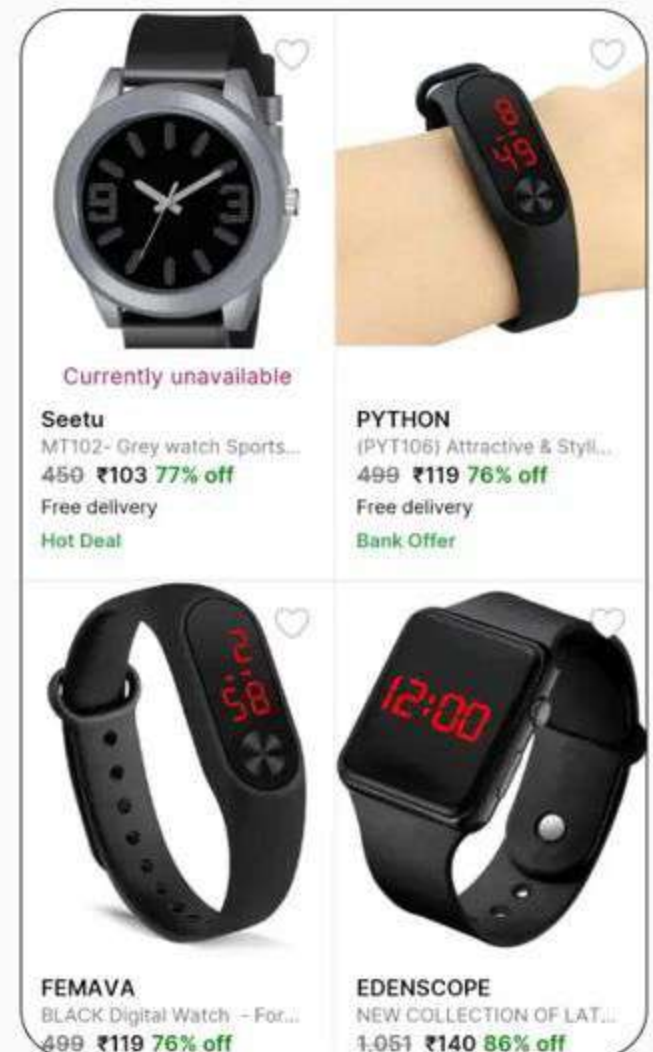 Currently unavailable
Seetu
MT102- Grey watch Sports...
450 ₹103 77% off
Free delivery
Hot Deal
PYTHON
(PYT106) Attractive & Styli...
499 ₹119 76% off
Free delivery
Bank Offer
2:58
FEMAVA
BLACK Digital Watch - For...
499 ₹119 76% off
12:00
EDENSCOPE
NEW COLLECTION OF LAT...
1,051 ₹140 86% off